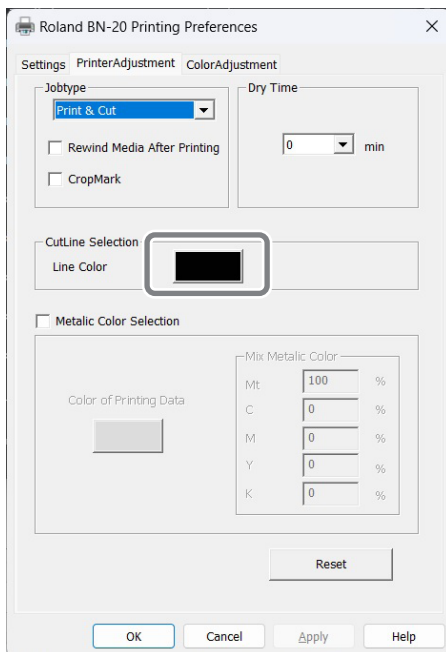 Roland BN-20 Printing Preferences
Settings PrinterAdjustment ColorAdjustment
Jobtype
Print & Cut
Rewind Media After Printing
CropMark
Dry Time
0 min
CutLine Selection
Line Color
Metalic Color Selection
Color of Printing Data
Mix Metalic Color
Mt 100 %
C 0 %
M 0 %
Y 0 %
K 0 %
Reset
OK Cancel Apply Help